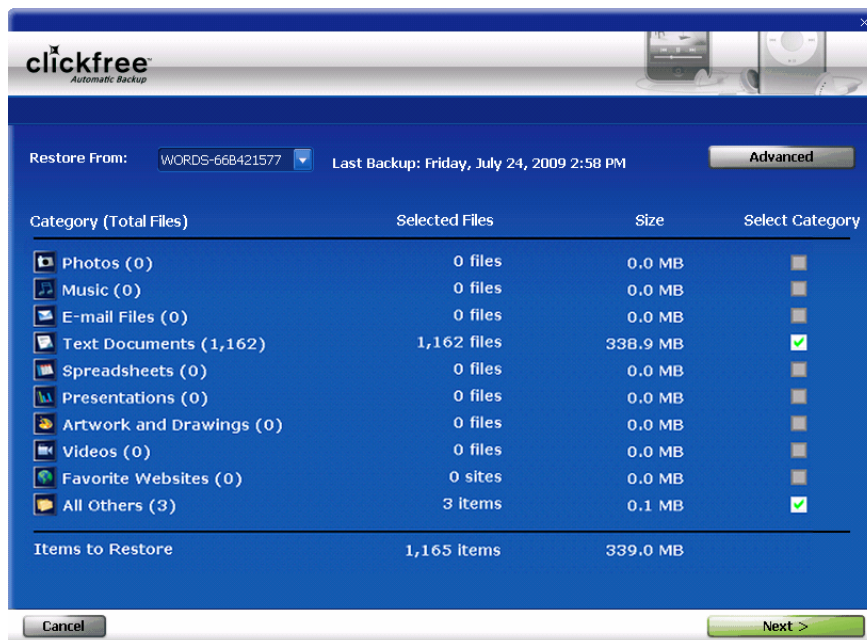 clickfree™
Automatic Backup
Restore From: WORDS-66B421577 Last Backup: Friday, July 24, 2009 2:58 PM Advanced
Category (Total Files) Selected Files Size Select Category
Photos (0) 0 files 0.0 MB
Music (0) 0 files 0.0 MB
E-mail Files (0) 0 files 0.0 MB
Text Documents (1,162) 1,162 files 338.9 MB
Spreadsheets (0) 0 files 0.0 MB
Presentations (0) 0 files 0.0 MB
Artwork and Drawings (0) 0 files 0.0 MB
Videos (0) 0 files 0.0 MB
Favorite Websites (0) 0 sites 0.0 MB
All Others (3) 3 items 0.1 MB
Items to Restore 1,165 items 339.0 MB
Cancel Next >